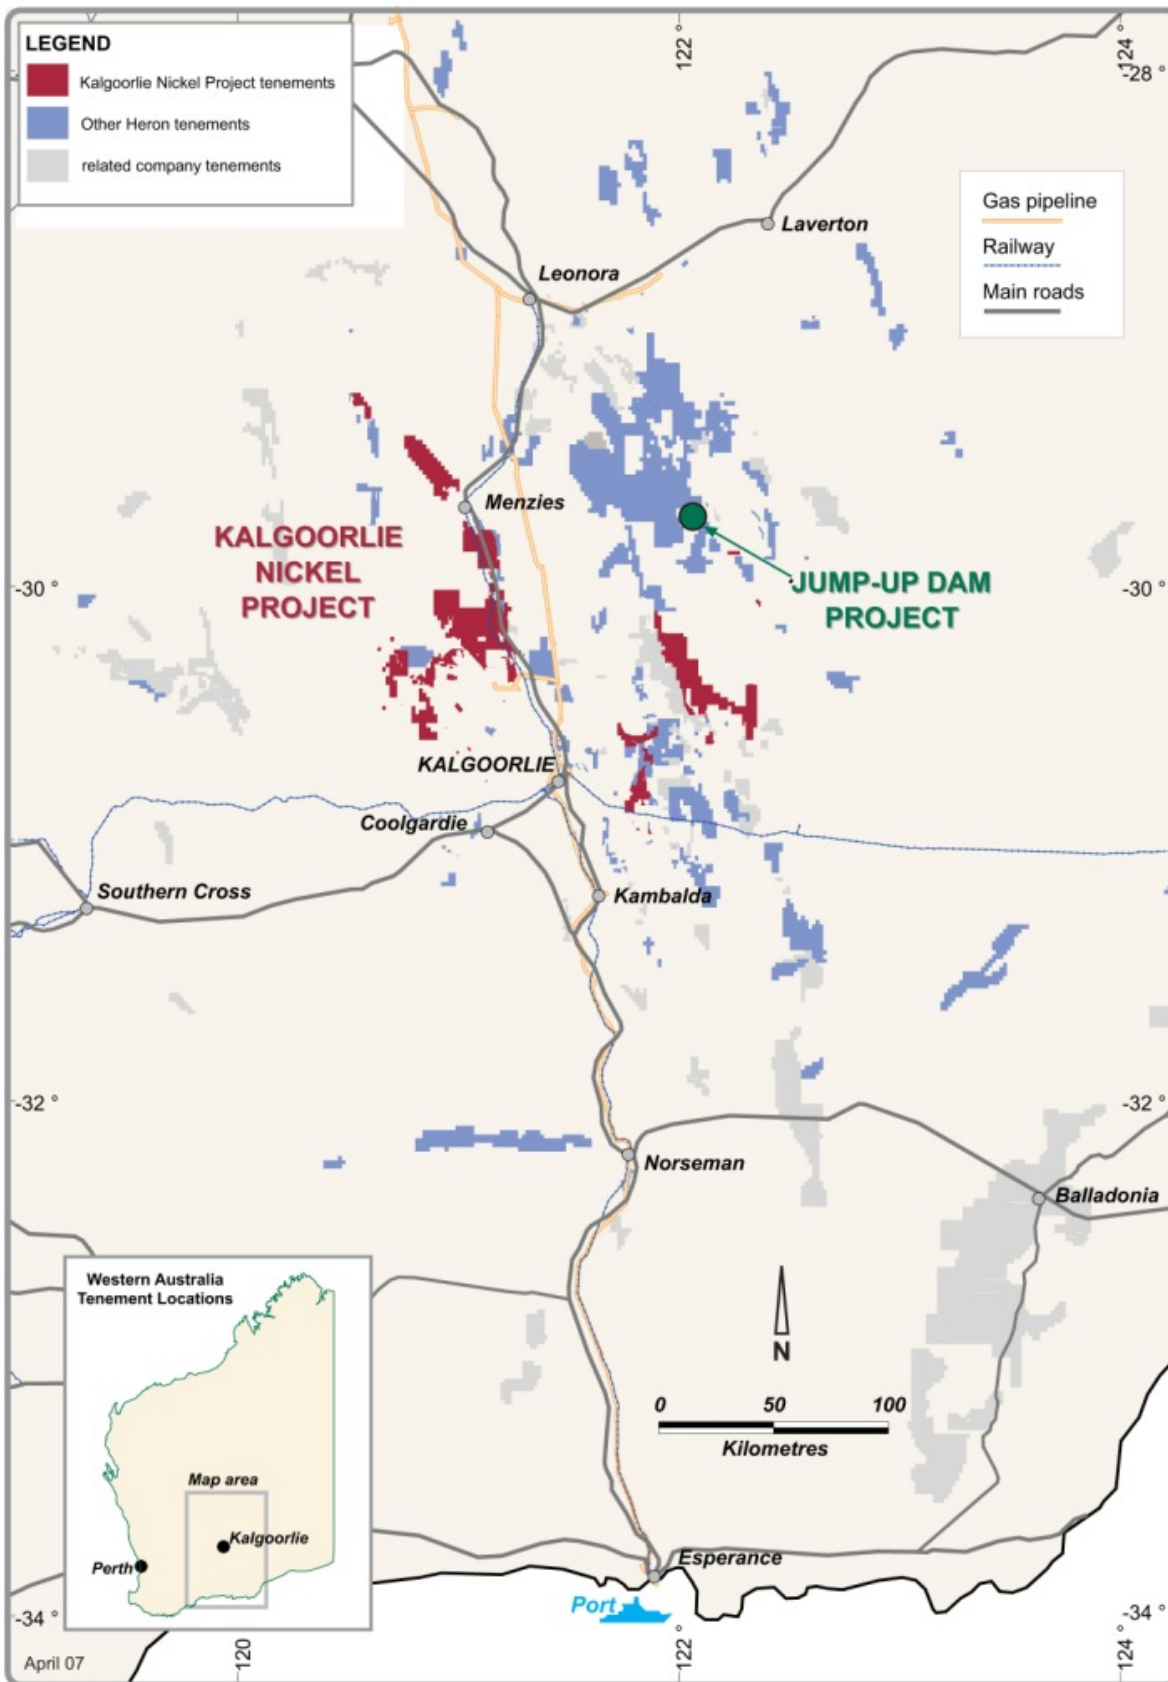 LEGEND
Kalgoorlie Nickel Project tenements
Other Heron tenements
related company tenements
122 °
124 °
-28 °
Gas pipeline
Railway
Main roads
Laverton
Leonora
Menzies
KALGOORLIE
NICKEL
PROJECT
JUMP-UP DAM
PROJECT
-30 °
-30 °
KALGOORLIE
Coolgardie
Southern Cross
Kambalda
-32 °
-32 °
Norseman
Balladonia
Western Australia
Tenement Locations
Map area
Kalgoorlie
Perth
N
0 50 100
Kilometres
Esperance
Port
-34 °
-34 °
April 07
120
122 °
124 °